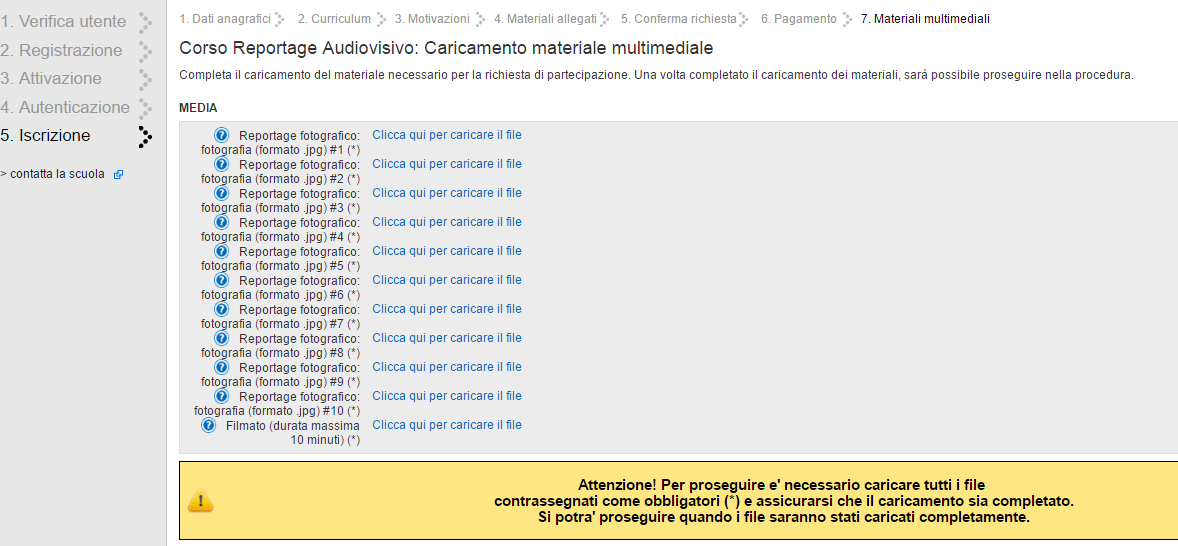 1. Verifica utente
2. Registrazione
3. Attivazione
4. Autenticazione
5. Iscrizione
> contatta la scuola
1. Dati anagrafici 2. Curriculum 3. Motivazioni 4. Materiali allegati 5. Conferma richiesta 6. Pagamento 7. Materiali multimediali
Corso Reportage Audiovisivo: Caricamento materiale multimediale
Completa il caricamento del materiale necessario per la richiesta di partecipazione. Una volta completato il caricamento dei materiali, sarà possibile proseguire nella procedura.
MEDIA
? Reportage fotografico: Clicca qui per caricare il file
fotografia (formato .jpg) #1 (*)
? Reportage fotografico: Clicca qui per caricare il file
fotografia (formato .jpg) #2 (*)
? Reportage fotografico: Clicca qui per caricare il file
fotografia (formato .jpg) #3 (*)
? Reportage fotografico: Clicca qui per caricare il file
fotografia (formato .jpg) #4 (*)
? Reportage fotografico: Clicca qui per caricare il file
fotografia (formato .jpg) #5 (*)
? Reportage fotografico: Clicca qui per caricare il file
fotografia (formato .jpg) #6 (*)
? Reportage fotografico: Clicca qui per caricare il file
fotografia (formato .jpg) #7 (*)
? Reportage fotografico: Clicca qui per caricare il file
fotografia (formato .jpg) #8 (*)
? Reportage fotografico: Clicca qui per caricare il file
fotografia (formato .jpg) #9 (*)
? Reportage fotografico: Clicca qui per caricare il file
fotografia (formato .jpg) #10 (*)
? Filmato (durata massima Clicca qui per caricare il file
10 minuti) (*)
Attenzione! Per proseguire e' necessario caricare tutti i file
contrassegnati come obbligatori (*) e assicurarsi che il caricamento sia completato.
Si potra' proseguire quando i file saranno stati caricati completamente.